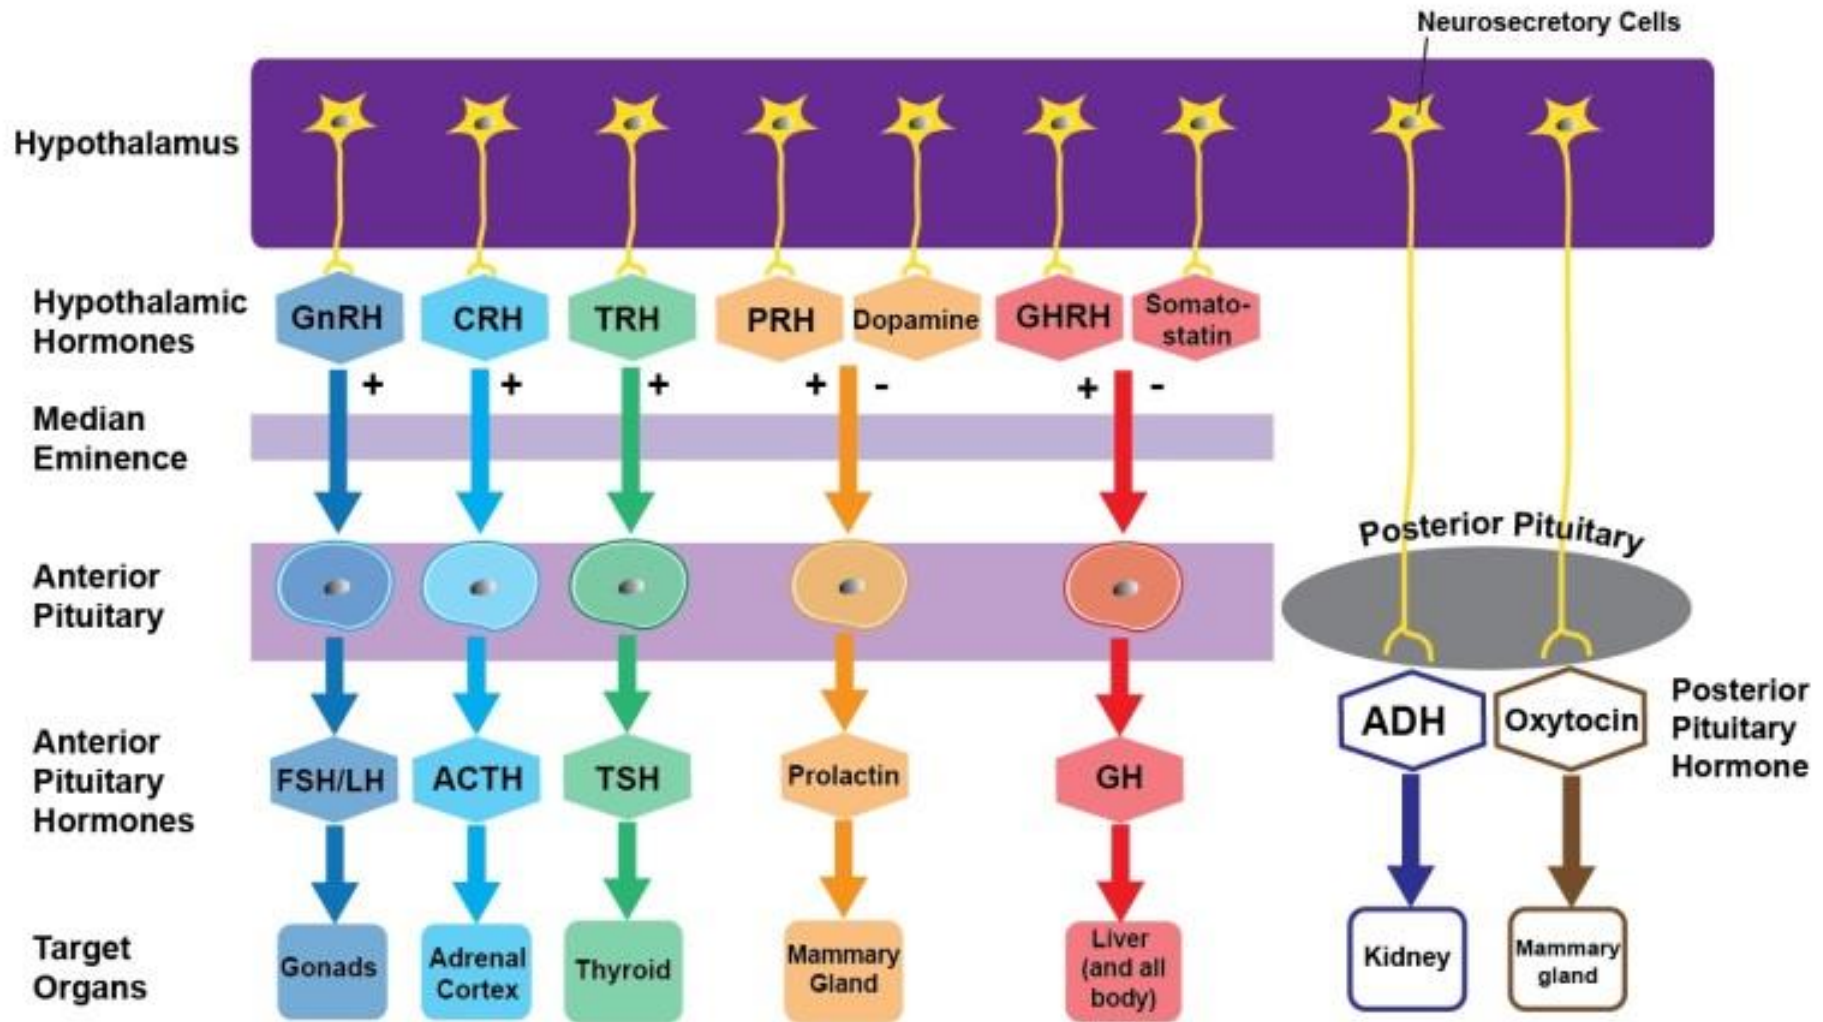 Neurosecretory Cells
Hypothalamus
Hypothalamic
Hormones
GnRH
CRH
TRH
PRH
Dopamine
GHRH
Somato-
statin
+
+
+
+ -
+ -
Median
Eminence
Posterior Pituitary
Anterior
Pituitary
Anterior
Pituitary
Hormones
FSH/LH
ACTH
TSH
Prolactin
GH
ADH
Oxytocin
Posterior
Pituitary
Hormone
Target
Organs
Gonads
Adrenal
Cortex
Thyroid
Mammary
Gland
Liver
(and all
body)
Kidney
Mammary
gland